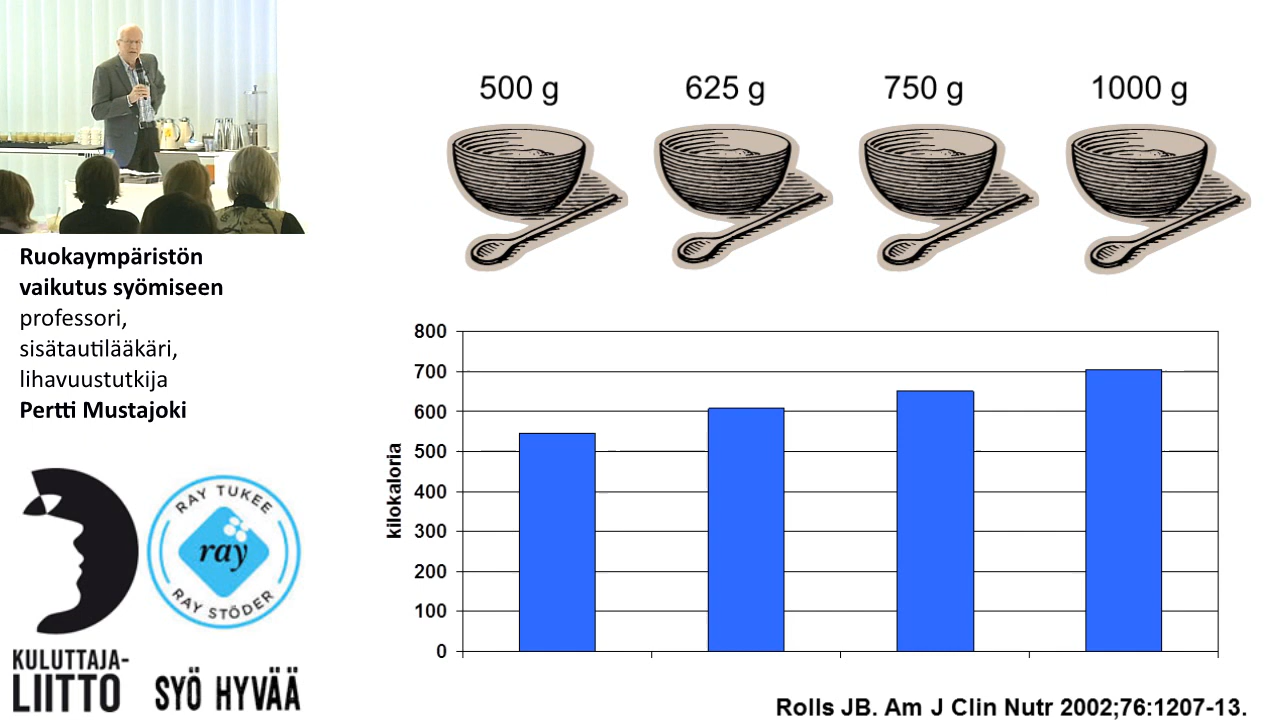 500 g 625 g 750 g 1000 g
Ruokaympäristön
vaikutus syömiseen
professori,
sisätautilääkäri,
lihavuustutkija
Pertti Mustajoki
800
700
600
500
400
300
200
100
0
kilokaloria
RAY TUKEE
ray
RAY STÖDER
KULUTTAJA-
LIITTO
SYÖ HYVÄÄ
Rolls JB. Am J Clin Nutr 2002;76:1207-13.